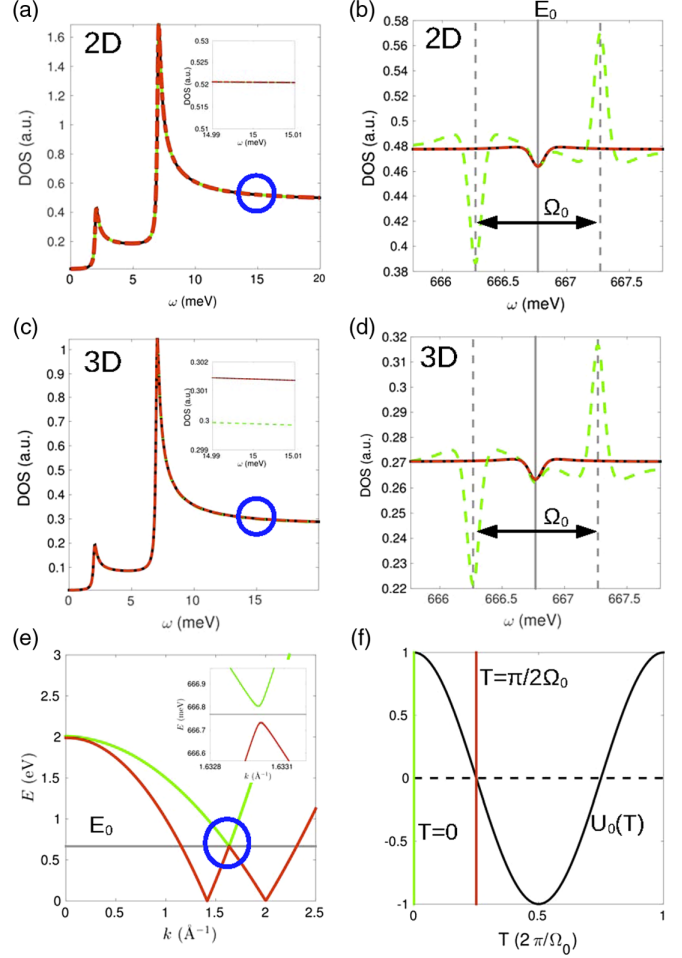 (a)
2D
1.6
1.4
1.2
1
0.8
0.6
0.4
0.2
DOS (a.u.)
0 5 10 15 20
ω (meV)
0.53
0.525
0.52
0.515
0.51
DOS (a.u.)
14.99 15 15.01
ω (meV)
(b)
E₀
2D
0.56
0.54
0.52
0.5
0.48
0.46
0.44
0.42
0.4
0.38
DOS (a.u.)
Ω₀
666 666.5 667 667.5
ω (meV)
(c)
3D
1
0.9
0.8
0.7
0.6
0.5
0.4
0.3
0.2
0.1
DOS (a.u.)
0 5 10 15
ω (meV)
0.302
0.301
0.3
0.299
DOS (a.u.)
14.99 15 15.01
ω (meV)
(d)
3D
0.32
0.31
0.3
0.29
0.28
0.27
0.26
0.25
0.24
0.23
0.22
DOS (a.u.)
Ω₀
666 666.5 667 667.5
ω (meV)
(e)
3
2.5
2
1.5
1
0.5
0
E (eV)
E₀
0 0.5 1 1.5 2 2.5
k (Å⁻¹)
666.9
666.8
666.7
666.6
E (meV)
1.6328 1.6331
k (Å⁻¹)
(f)
1
0.5
0
-0.5
-1
T=π/2Ω₀
T=0
U₀(T)
0 0.5 1
T (2 π/Ω₀)